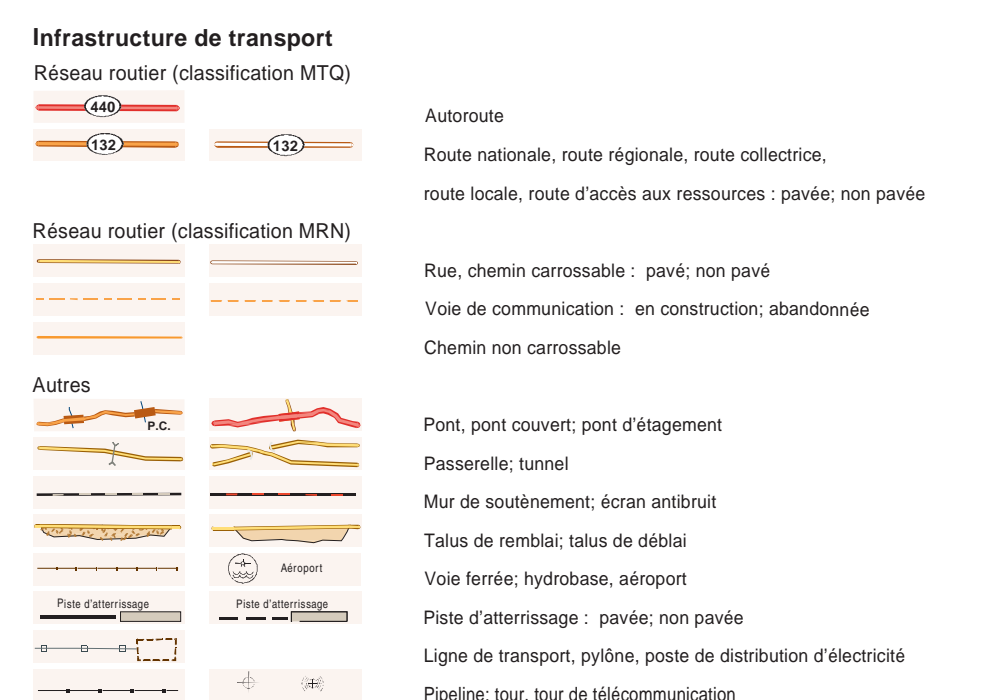 Infrastructure de transport
Réseau routier (classification MTQ)
440
Autoroute
132
132
Route nationale, route régionale, route collectrice,
route locale, route d'accès aux ressources : pavée; non pavée
Réseau routier (classification MRN)
Rue, chemin carrossable : pavé; non pavé
Voie de communication : en construction; abandonnée
Chemin non carrossable
Autres
P.C.
Pont, pont couvert; pont d'étagement
Passerelle; tunnel
Mur de soutènement; écran antibruit
Talus de remblai; talus de déblai
Aéroport
Voie ferrée; hydrobase, aéroport
Piste d'atterrissage
Piste d'atterrissage
Piste d'atterrissage : pavée; non pavée
Ligne de transport, pylône, poste de distribution d'électricité
Pipeline; tour, tour de télécommunication